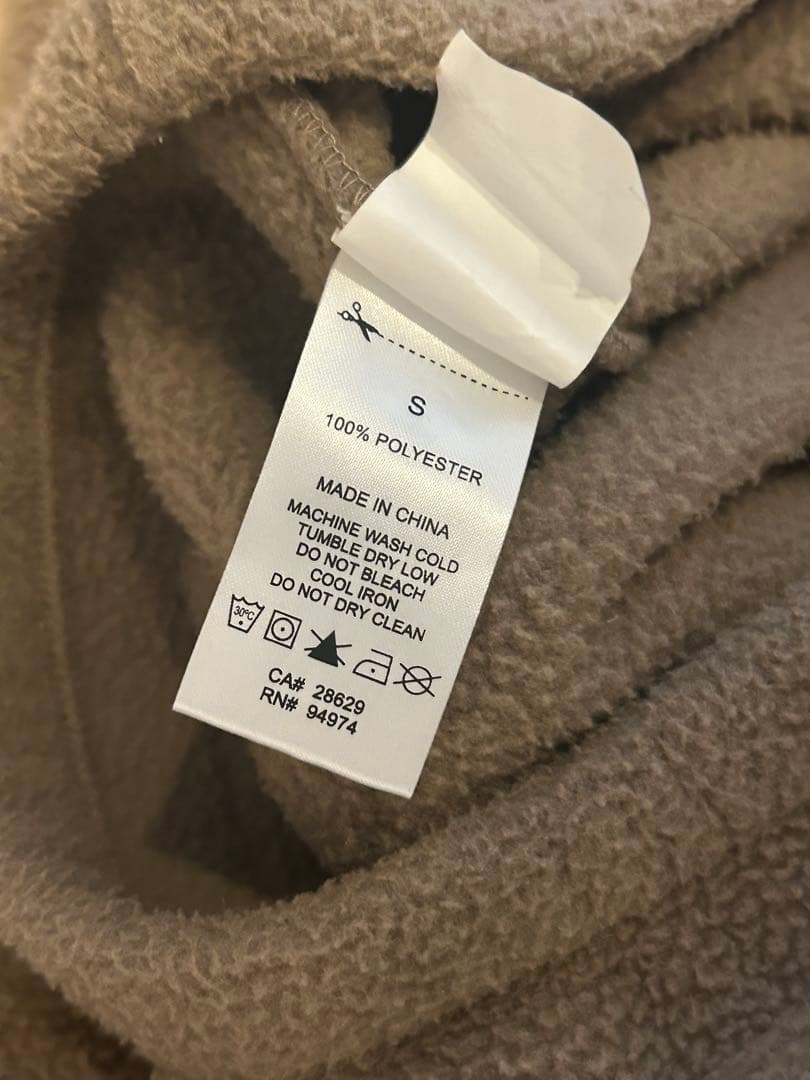 S
100% POLYESTER
MADE IN CHINA
MACHINE WASH COLD
TUMBLE DRY LOW
DO NOT BLEACH
COOL IRON
DO NOT DRY CLEAN
30°C
CA# 28629
RN# 94974